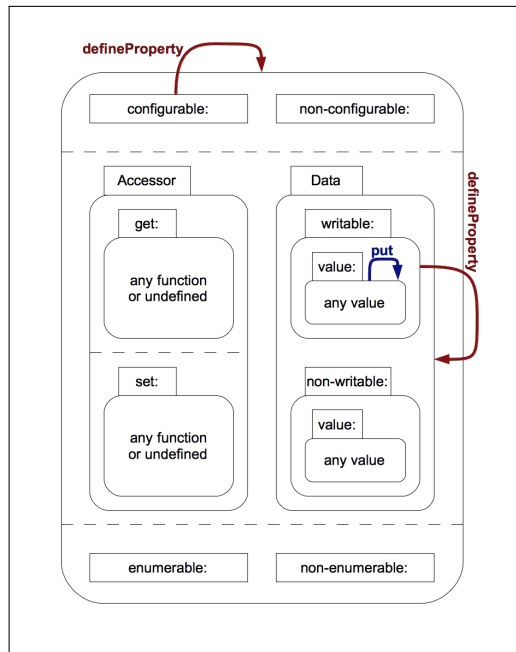 defineProperty
configurable:
non-configurable:
Accessor
Data
defineProperty
get:
writable:
put
value:
any function
or undefined
any value
set:
non-writable:
value:
any function
or undefined
any value
enumerable:
non-enumerable: